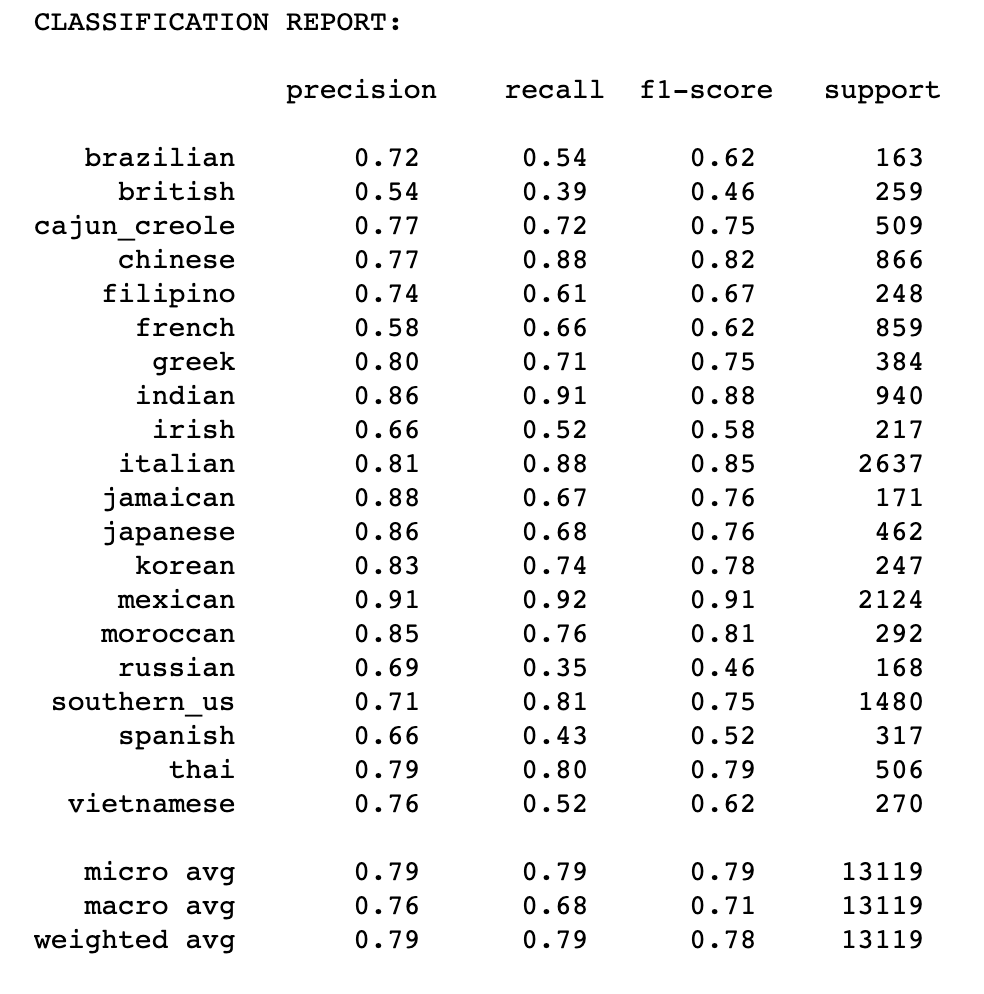 CLASSIFICATION REPORT:
precision recall f1-score support
brazilian 0.72 0.54 0.62 163
british 0.54 0.39 0.46 259
cajun_creole 0.77 0.72 0.75 509
chinese 0.77 0.88 0.82 866
filipino 0.74 0.61 0.67 248
french 0.58 0.66 0.62 859
greek 0.80 0.71 0.75 384
indian 0.86 0.91 0.88 940
irish 0.66 0.52 0.58 217
italian 0.81 0.88 0.85 2637
jamaican 0.88 0.67 0.76 171
japanese 0.86 0.68 0.76 462
korean 0.83 0.74 0.78 247
mexican 0.91 0.92 0.91 2124
moroccan 0.85 0.76 0.81 292
russian 0.69 0.35 0.46 168
southern_us 0.71 0.81 0.75 1480
spanish 0.66 0.43 0.52 317
thai 0.79 0.80 0.79 506
vietnamese 0.76 0.52 0.62 270
micro avg 0.79 0.79 0.79 13119
macro avg 0.76 0.68 0.71 13119
weighted avg 0.79 0.79 0.78 13119